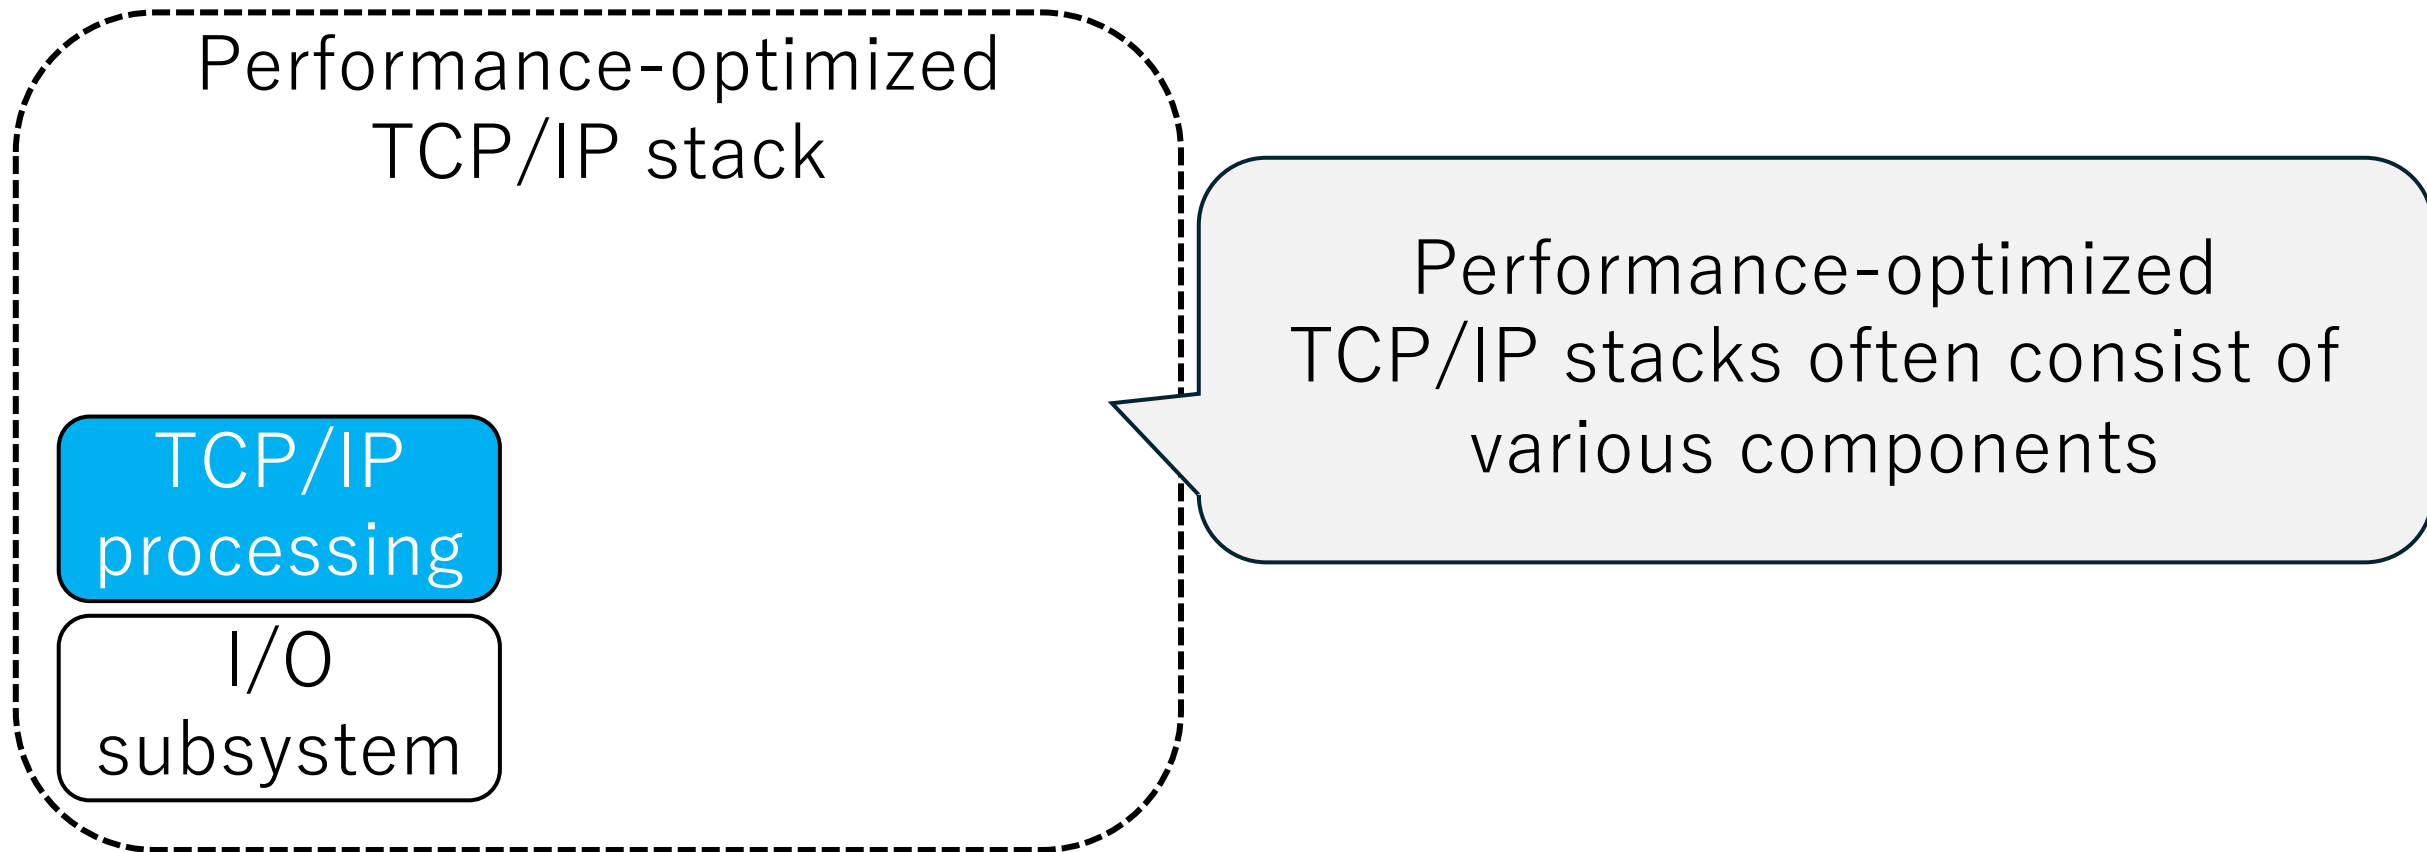 Performance-optimized
TCP/IP stack
Performance-optimized
TCP/IP stacks often consist of
various components
TCP/IP
processing
I/O
subsystem